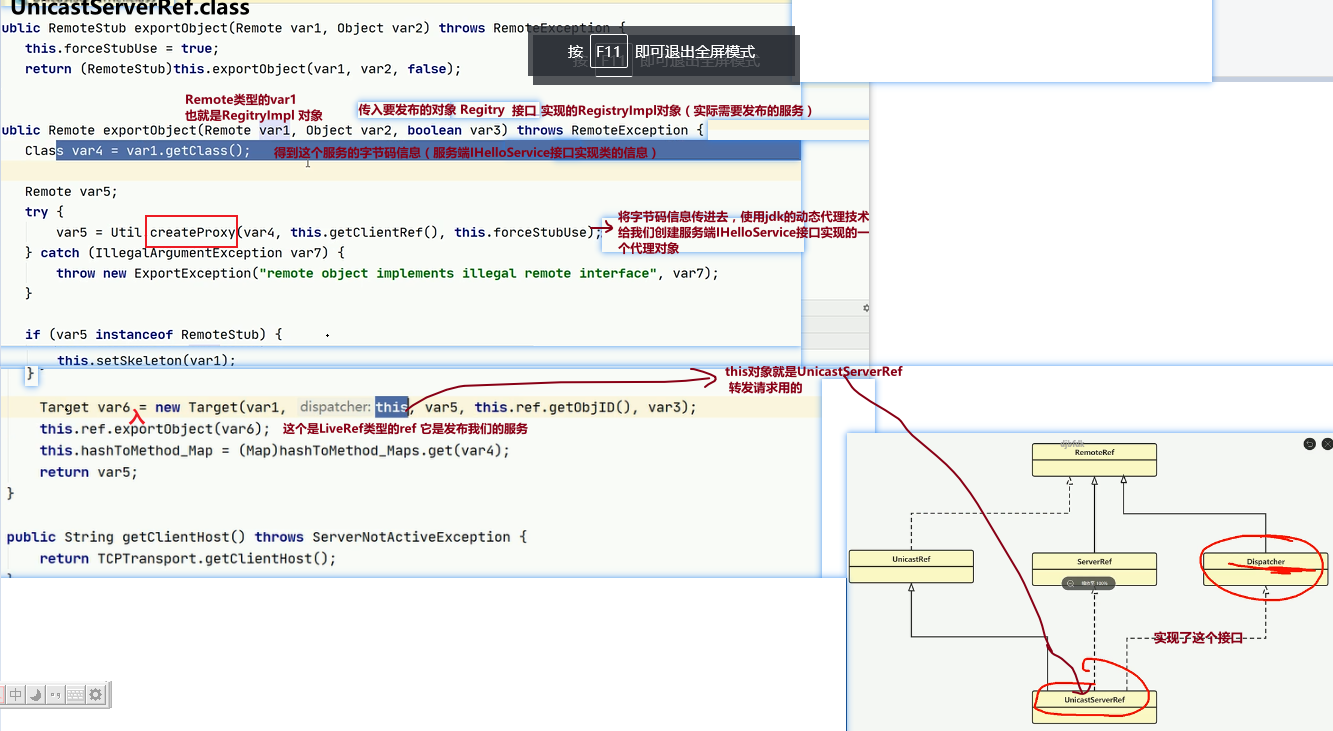 UnicastServerRef.class
ublic RemoteStub exportObject(Remote var1, Object var2) throws RemoteException {
this.forceStubUse = true;
return (RemoteStub)this.exportObject(var1, var2, false);
按 F11 即可退出全屏模式
Remote类型的var1
也就是RegitryImpl 对象
传入要发布的对象 Regitry 接口 实现的RegistryImpl对象（实际需要发布的服务）
ublic Remote exportObject(Remote var1, Object var2, boolean var3) throws RemoteException {
Class var4 = var1.getClass();
得到这个服务的字节码信息（服务端IHelloService接口实现类的信息）
Remote var5;
try {
var5 = Util.createProxy(var4, this.getClientRef(), this.forceStubUse);
将字节码信息传进去，使用jdk的动态代理技术
给我们创建服务端IHelloService接口实现的一
个代理对象
} catch (IllegalArgumentException var7) {
throw new ExportException("remote object implements illegal remote interface", var7);
}
if (var5 instanceof RemoteStub) {
this.setSkeleton(var1);
}
this对象就是UnicastServerRef
转发请求用的
Target var6 = new Target(var1, dispatcher: this, var5, this.ref.getObjID(), var3);
this.ref.exportObject(var6);
这个是LiveRef类型的ref 它是发布我们的服务
this.hashToMethod_Map = (Map)hashToMethod_Maps.get(var4);
return var5;
}
public String getClientHost() throws ServerNotActiveException {
return TCPTransport.getClientHost();
RemoteRef
UnicastRef
ServerRef
Dispatcher
实现了这个接口
UnicastServerRef
中